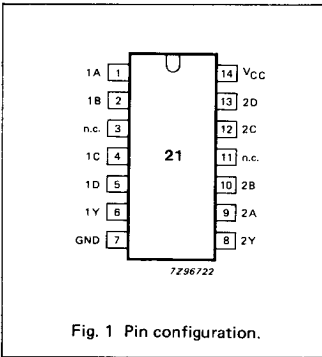 1A 1 14 VCC
1B 2 13 2D
n.c. 3 12 2C
1C 4 21 11 n.c.
1D 5 10 2B
1Y 6 9 2A
GND 7 8 2Y
7Z96722
Fig. 1 Pin configuration.